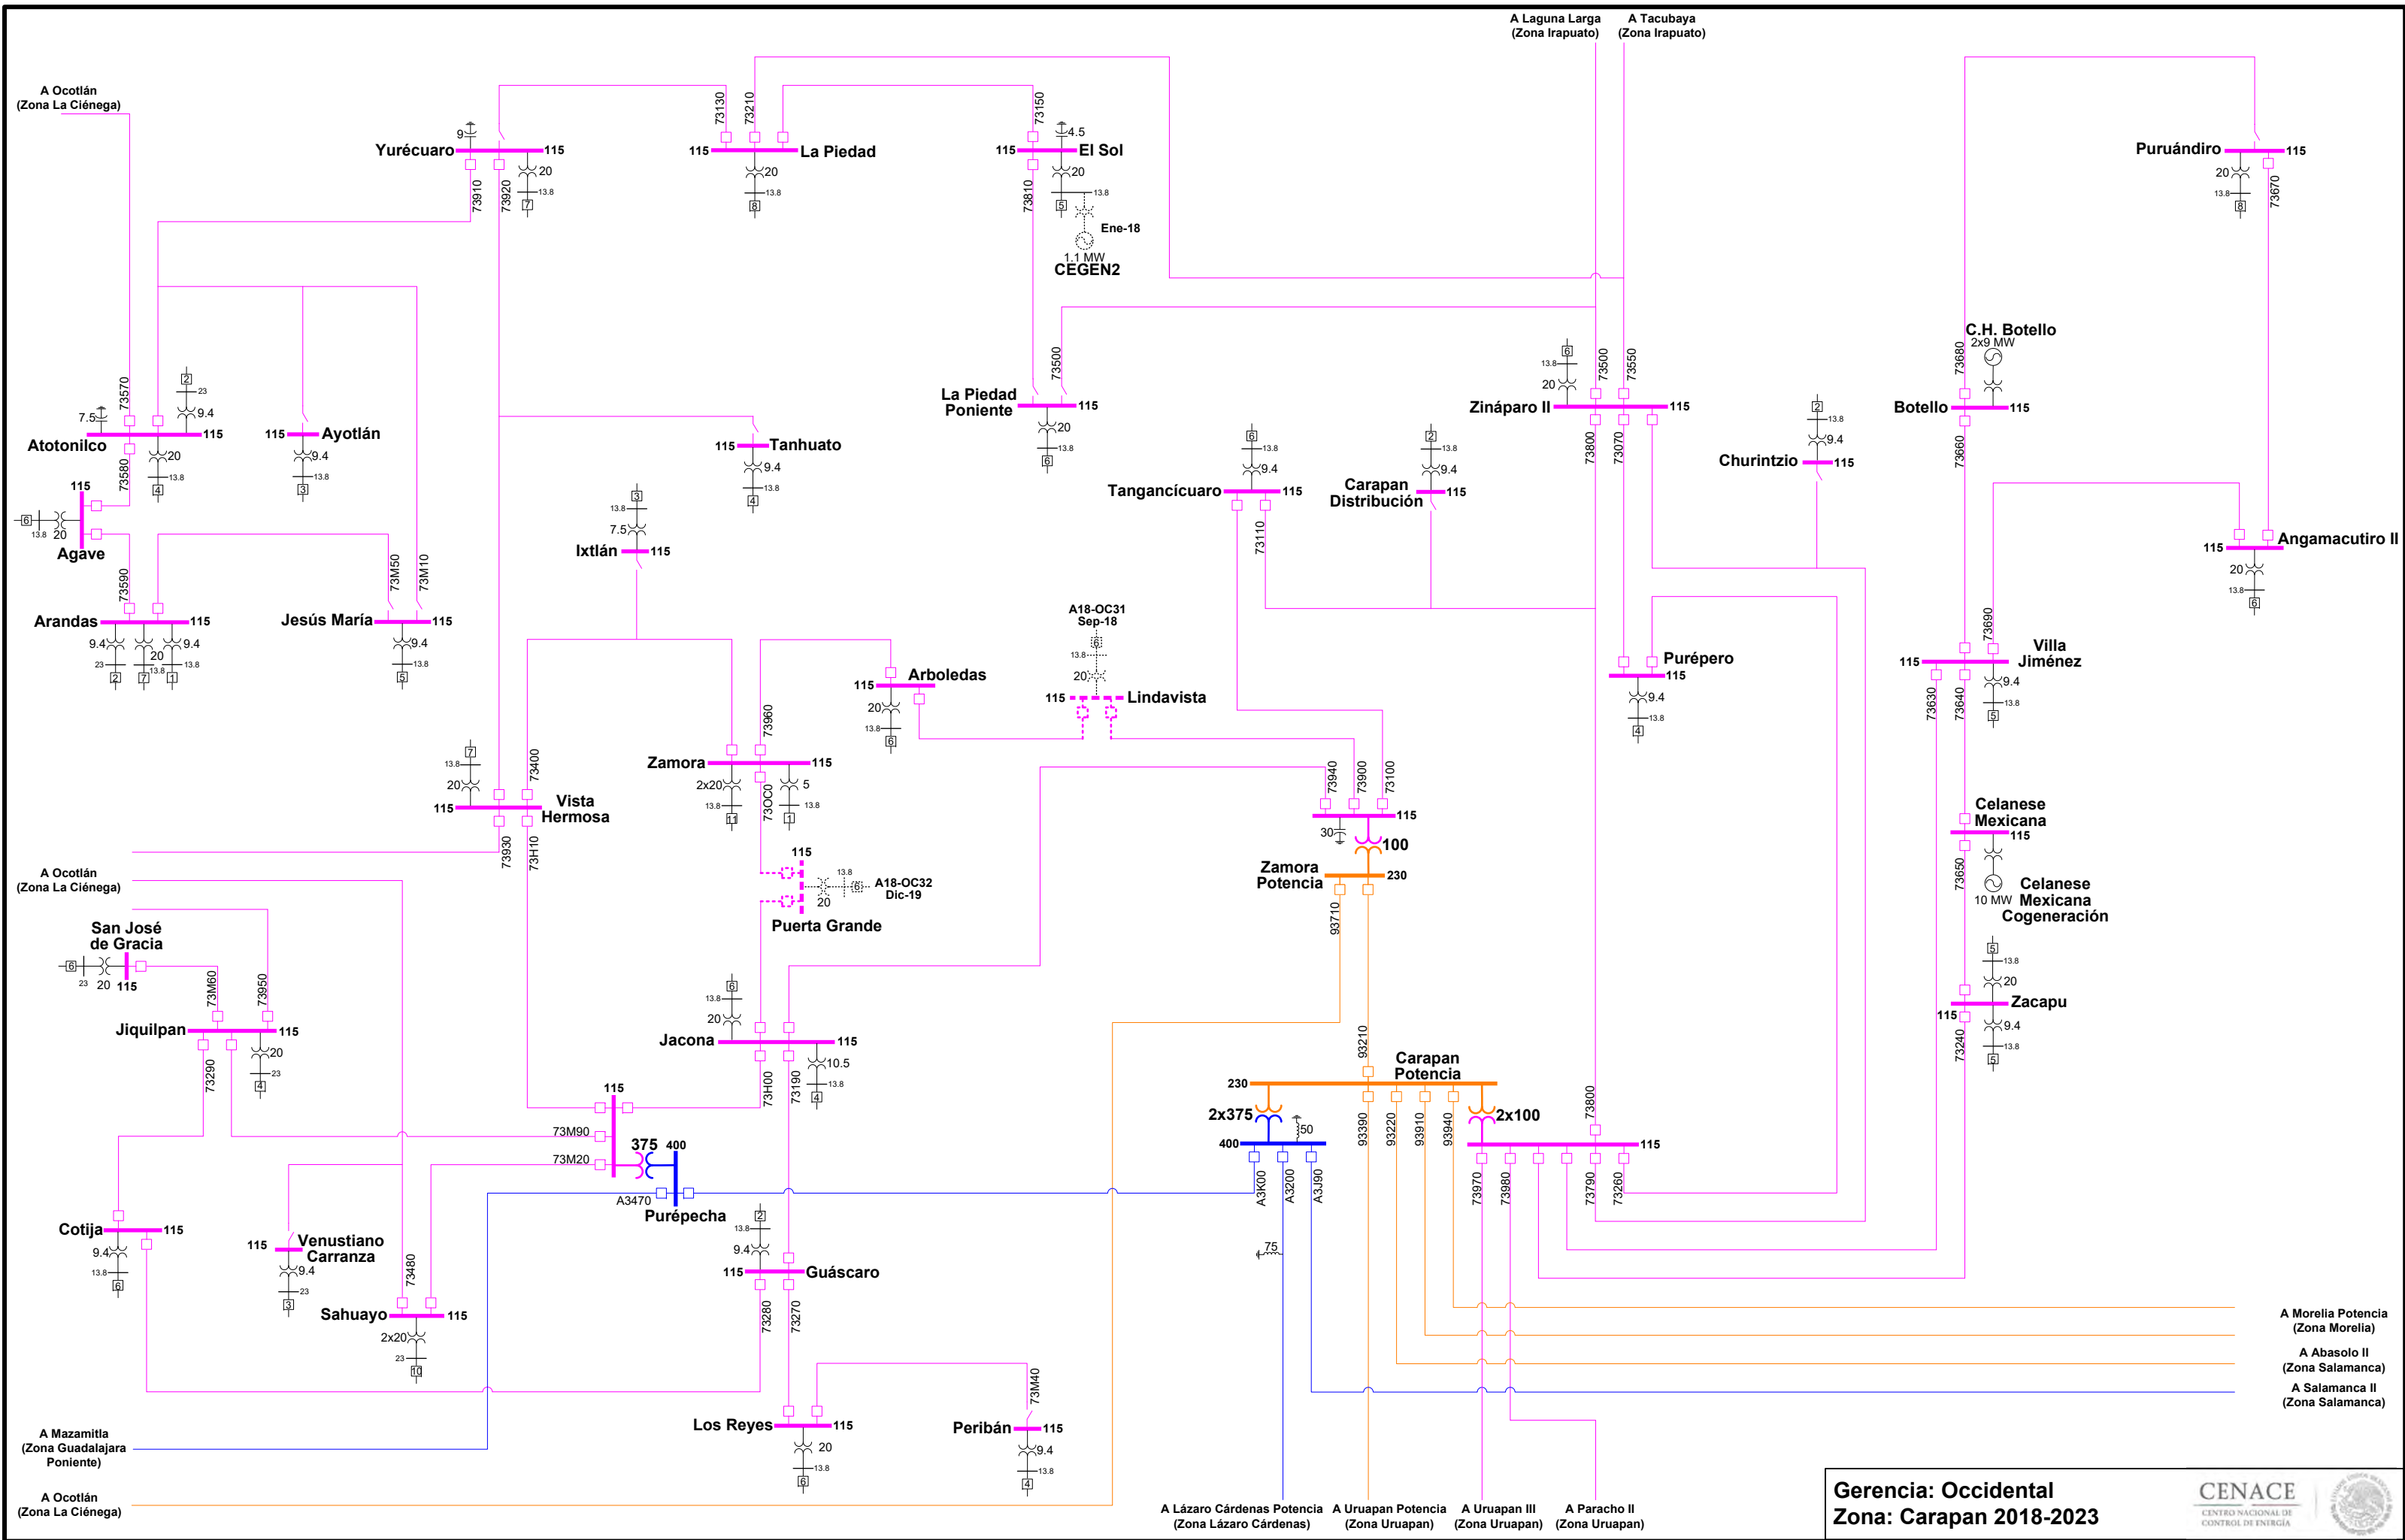 A Laguna Larga
(Zona Irapuato)
A Tacubaya
(Zona Irapuato)
A Ocotlán
(Zona La Ciénega)
73130
73210
73150
9
Yurécuaro
115
20
13.8
7
73910
73920
115
La Piedad
20
13.8
8
4.5
115
El Sol
20
13.8
5
73810
Ene-18
1.1 MW
CEGEN2
Puruándiro
115
20
13.8
8
73670
73570
2
23
9.4
7.5
115
Atotonilco
20
13.8
4
73580
115
Ayotlán
9.4
13.8
3
115
Tanhuato
9.4
13.8
4
73500
La Piedad
Poniente
115
20
13.8
6
6
13.8
20
73500
73550
Zináparo II
115
73800
73070
C.H. Botello
2x9 MW
73680
Botello
115
73660
2
13.8
9.4
Churintzio
115
6
13.8
9.4
Tangancícuaro
115
73110
2
13.8
9.4
Carapan
Distribución
115
115
6
13.8
20
Agave
73590
73M50
73M10
Arandas
115
9.4
23
2
20
13.8
7
9.4
13.8
1
Jesús María
115
9.4
13.8
5
3
13.8
7.5
Ixtlán
115
Angamacutiro II
115
20
13.8
6
73690
Villa
Jiménez
115
9.4
13.8
5
73630
73640
A18-OC31
Sep-18
6
13.8
20
115
Lindavista
Arboledas
115
20
13.8
6
Purépero
115
9.4
13.8
4
73960
Zamora
115
2x20
13.8
11
73OC0
5
13.8
1
7
13.8
20
73400
Vista
Hermosa
115
73930
73H10
73940
73900
73100
115
30
100
Zamora
Potencia
230
93710
93210
Celanese
Mexicana
115
73650
10 MW
Celanese
Mexicana
Cogeneración
115
13.8
6
20
A18-OC32
Dic-19
Puerta Grande
A Ocotlán
(Zona La Ciénega)
San José
de Gracia
6
23
20
115
73M60
73950
Jiquilpan
115
20
23
4
73290
6
13.8
20
Jacona
115
10.5
13.8
4
73H00
73190
5
13.8
20
Zacapu
115
9.4
13.8
5
73240
Carapan
Potencia
230
2x375
50
400
2x100
115
93390
93220
93910
93940
73800
A3K00
A3200
A3J90
73970
73980
73790
73260
75
115
73M90
73M20
375
400
A3470
Purépecha
Cotija
115
9.4
13.8
6
115
Venustiano
Carranza
9.4
23
3
73480
Sahuayo
115
2x20
23
10
2
13.8
9.4
115
Guáscaro
73280
73270
Los Reyes
115
20
13.8
6
73M40
Peribán
115
9.4
13.8
4
A Morelia Potencia
(Zona Morelia)
A Abasolo II
(Zona Salamanca)
A Salamanca II
(Zona Salamanca)
A Mazamitla
(Zona Guadalajara
Poniente)
A Ocotlán
(Zona La Ciénega)
A Lázaro Cárdenas Potencia
(Zona Lázaro Cárdenas)
A Uruapan Potencia
(Zona Uruapan)
A Uruapan III
(Zona Uruapan)
A Paracho II
(Zona Uruapan)
Gerencia: Occidental
Zona: Carapan 2018-2023
CENACE
CENTRO NACIONAL DE
CONTROL DE ENERGÍA